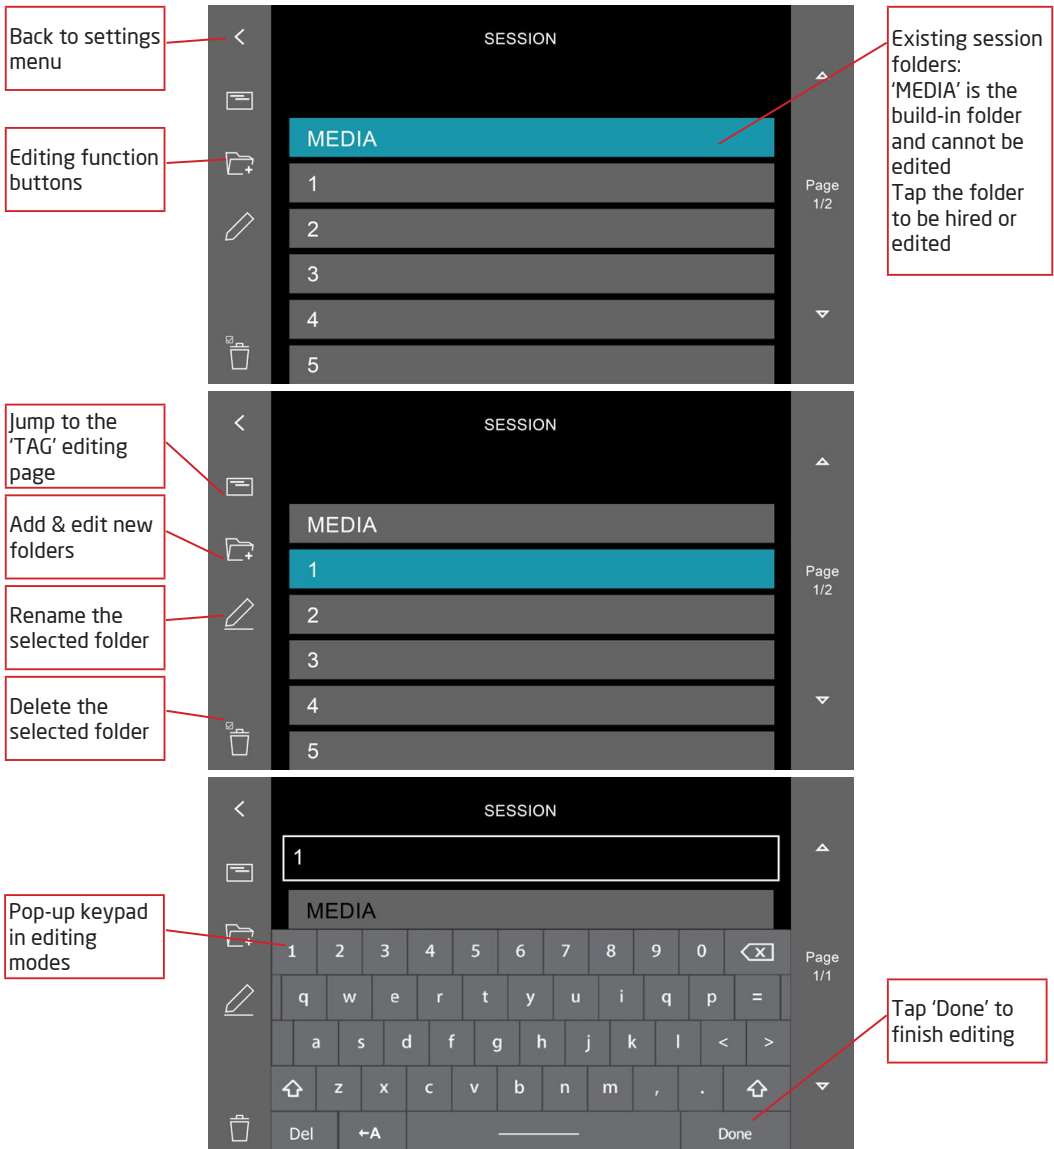 Back to settings
menu
Editing function
buttons
SESSION
MEDIA
1
2
3
4
5
Page
1/2
Existing session
folders:
‘MEDIA’ is the
build-in folder
and cannot be
edited
Tap the folder
to be hired or
edited
Jump to the
‘TAG’ editing
page
Add & edit new
folders
Rename the
selected folder
Delete the
selected folder
SESSION
MEDIA
1
2
3
4
5
Page
1/2
Pop-up keypad
in editing
modes
SESSION
1
MEDIA
1 2 3 4 5 6 7 8 9 0
q w e r t y u i q p =
a s d f g h j k l < >
z x c v b n m , .
Del ←A Done
Page
1/1
Tap ‘Done’ to
finish editing